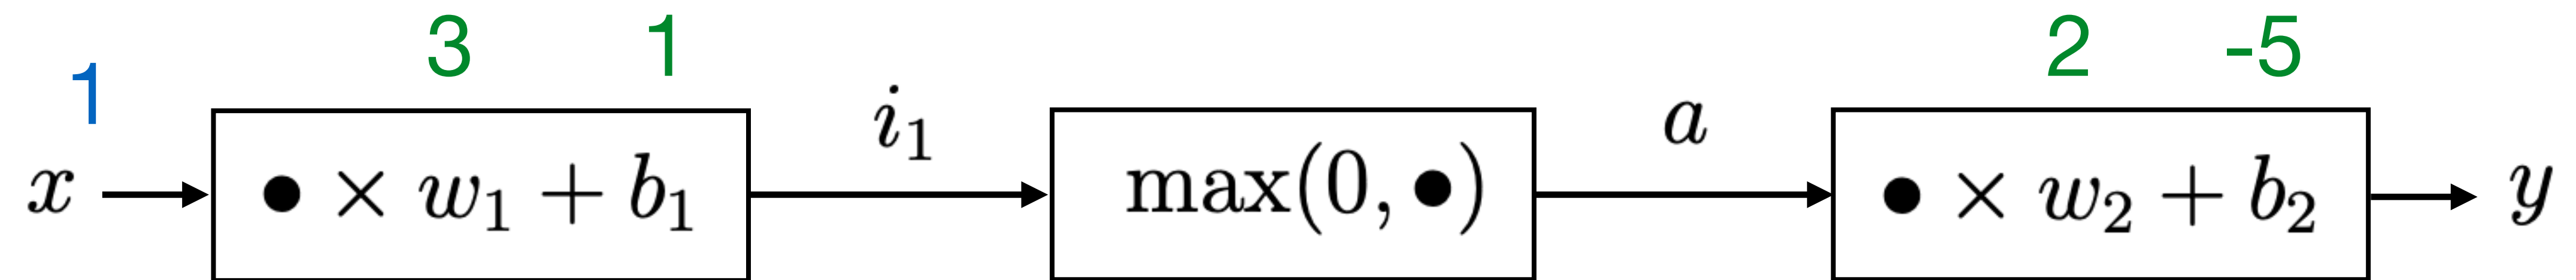 3 1 2 -5
1
i₁ a
x • × w₁ + b₁ max(0, •) • × w₂ + b₂ y